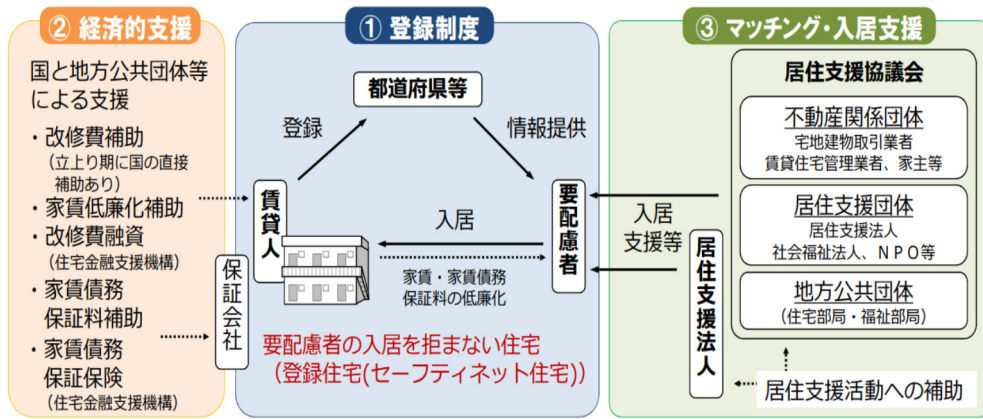 ② 経済的支援
国と地方公共団体等
による支援
・改修費補助
（立上り期に国の直接
補助あり）
・家賃低廉化補助
・改修費融資
（住宅金融支援機構）
・家賃債務
保証料補助
・家賃債務
保証保険
（住宅金融支援機構）
保証会社
① 登録制度
都道府県等
登録
情報提供
賃貸人
要配慮者
入居
家賃・家賃債務
保証料の低廉化
要配慮者の入居を拒まない住宅
（登録住宅(セーフティネット住宅)）
③ マッチング・入居支援
居住支援協議会
不動産関係団体
宅地建物取引業者
賃貸住宅管理業者、家主等
居住支援団体
居住支援法人
社会福祉法人、ＮＰＯ等
地方公共団体
（住宅部局・福祉部局）
入居
支援等
居住支援法人
居住支援活動への補助